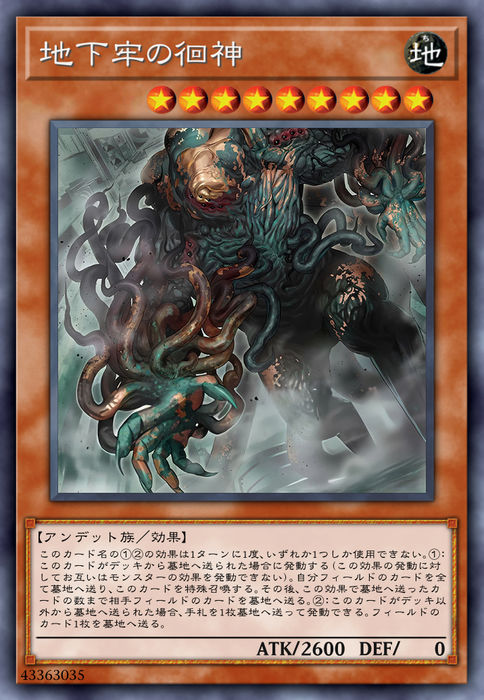 地下牢の徊神
ち
地
【アンデット族／効果】
このカード名の①②の効果は1ターンに1度、いずれか1つしか使用できない。①：
このカードがデッキから墓地へ送られた場合に発動する(この効果の発動に対
してお互いはモンスターの効果を発動できない)。自分フィールドのカードを全
て墓地へ送り、このカードを特殊召喚する。その後、この効果で墓地へ送ったカ
ードの数まで相手フィールドのカードを墓地へ送る。②：このカードがデッキ以
外から墓地へ送られた場合、手札を1枚墓地へ送って発動できる。フィールドの
カード1枚を墓地へ送る。
ATK/2600 DEF/ 0
43363035